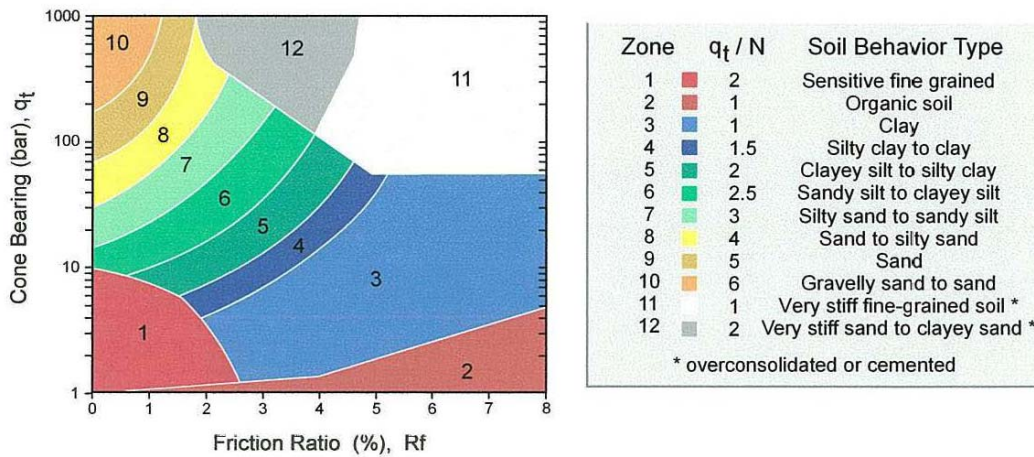 Cone Bearing (bar), qt
1000
100
10
1
0 1 2 3 4 5 6 7 8
Friction Ratio (%), Rf
10
12
11
9
8
7
6
5
4
3
1
2
Zone qt / N Soil Behavior Type
1 2 Sensitive fine grained
2 1 Organic soil
3 1 Clay
4 1.5 Silty clay to clay
5 2 Clayey silt to silty clay
6 2.5 Sandy silt to clayey silt
7 3 Silty sand to sandy silt
8 4 Sand to silty sand
9 5 Sand
10 6 Gravelly sand to sand
11 1 Very stiff fine-grained soil *
12 2 Very stiff sand to clayey sand *
* overconsolidated or cemented